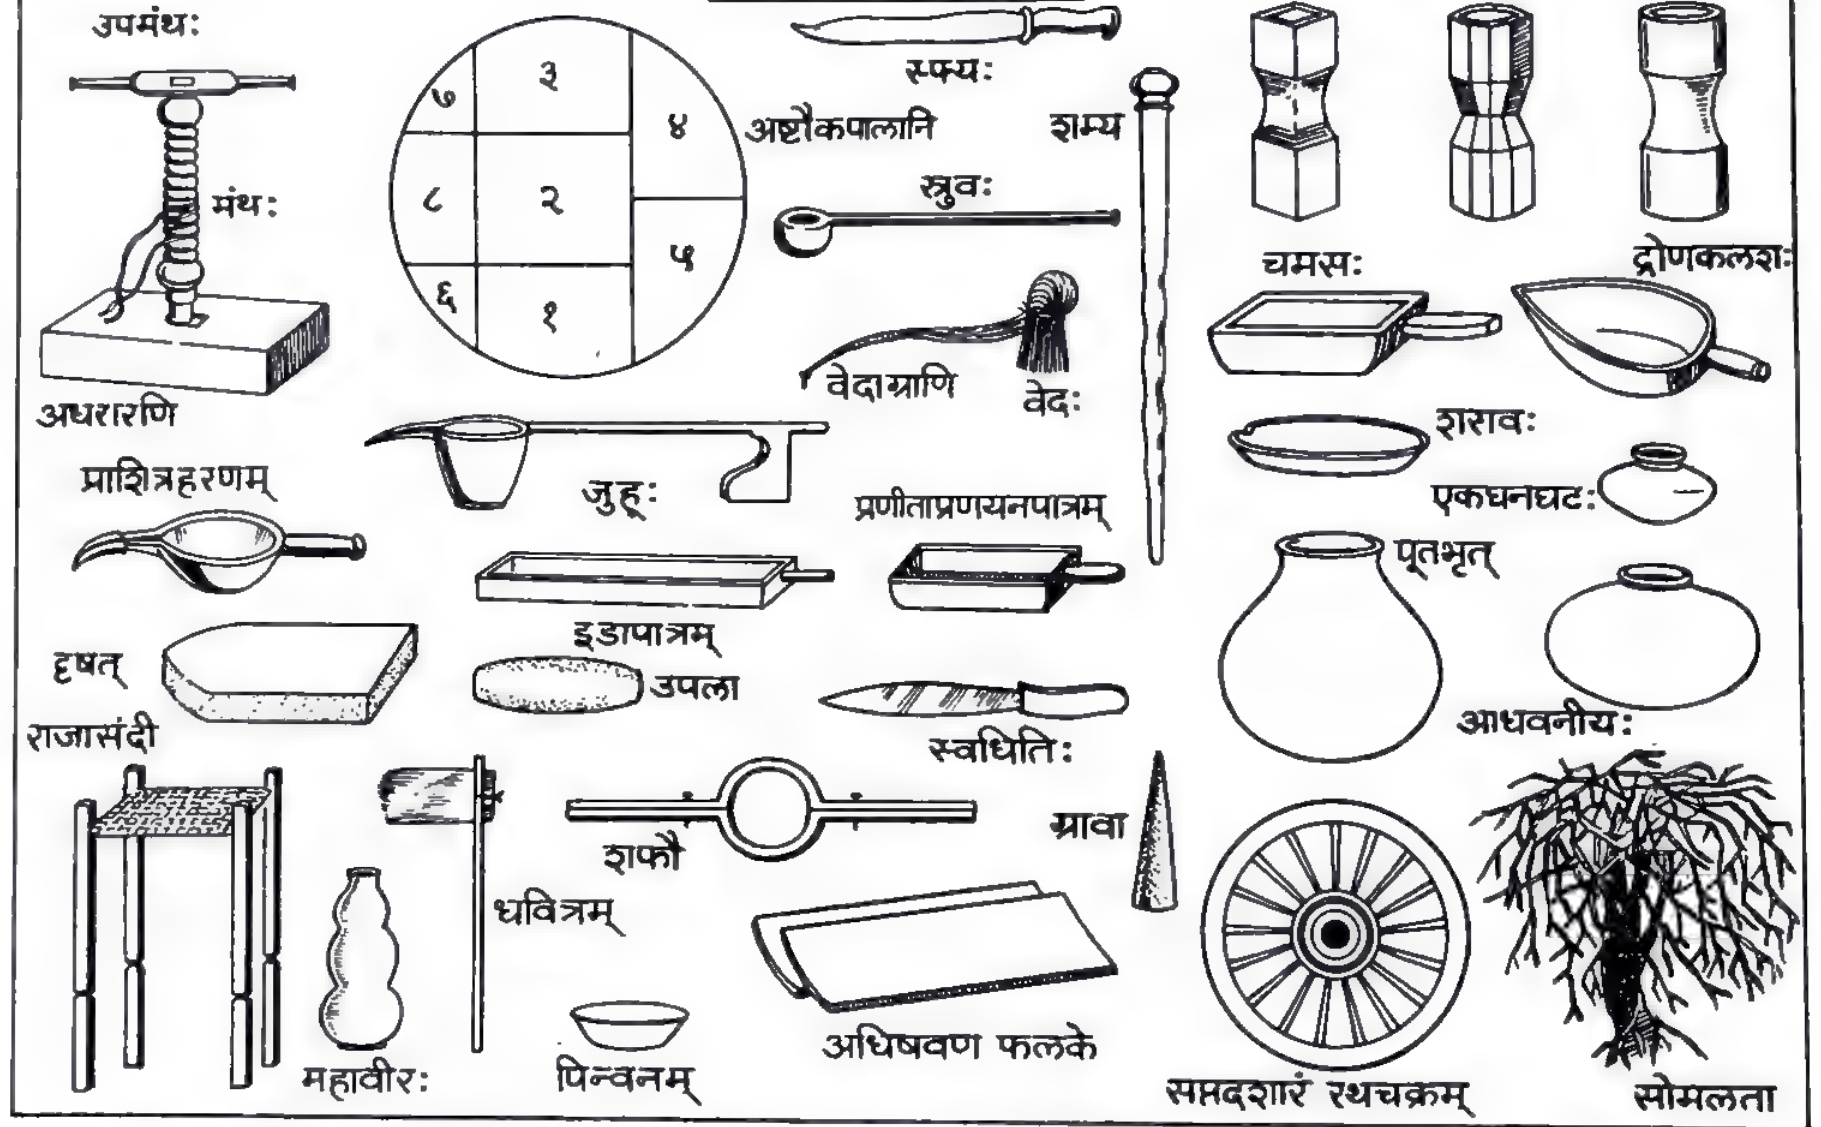 उपमंथः
स्फ्यः
७
३
४
अष्टौकपालानि
शम्य
मंथः
८
२
स्रुवः
५
चमसः
द्रोणकलशः
६
१
वेदाग्राणि
वेदः
अधरारणि
शरावः
प्राशित्रहरणम्
जुहूः
प्रणीताप्रणयनपात्रम्
एकघनघटः
पूतभृत्
इडापात्रम्
दृषत्
उपला
राजासंदी
स्वधितिः
आधवनीयः
ग्रावा
शफौ
धवित्रम्
अधिषवण फलके
महावीरः
पिन्वनम्
सप्तदशारं रथचक्रम्
सोमलता